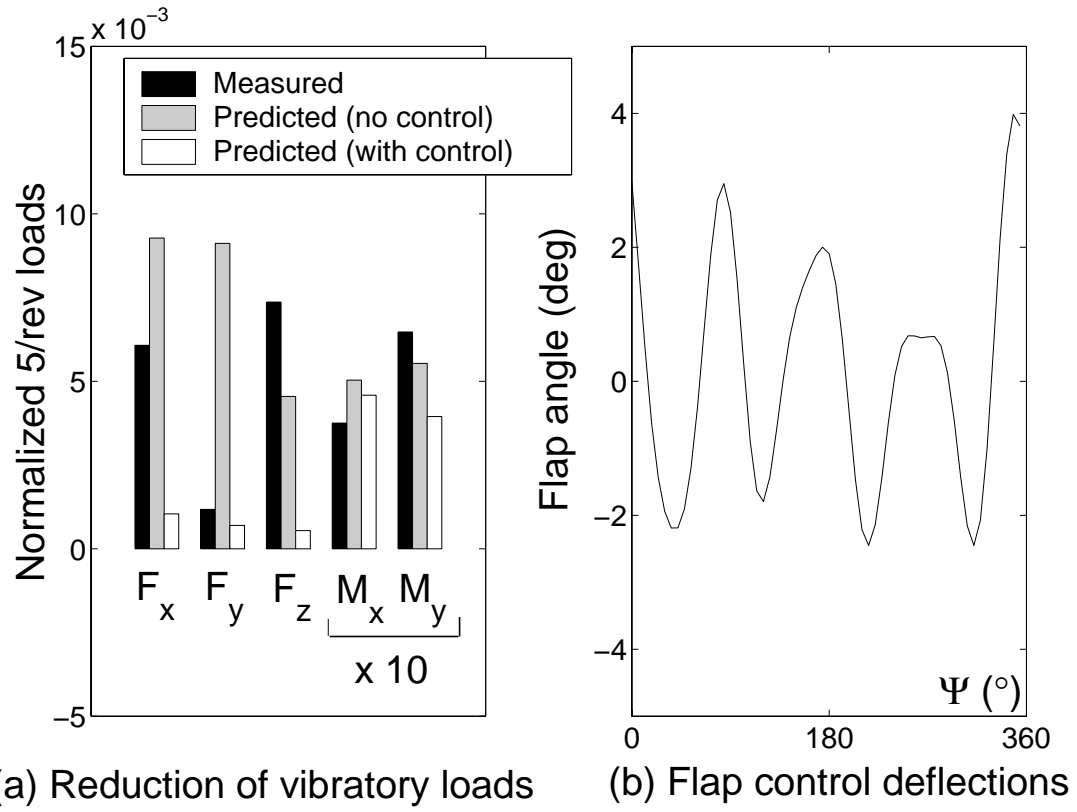 x 10⁻³
15
10
5
0
−5
Normalized 5/rev loads
Measured
Predicted (no control)
Predicted (with control)
F_x F_y F_z M_x M_y
x 10
(a) Reduction of vibratory loads
4
2
0
−2
−4
Flap angle (deg)
Ψ (°)
0 180 360
(b) Flap control deflections